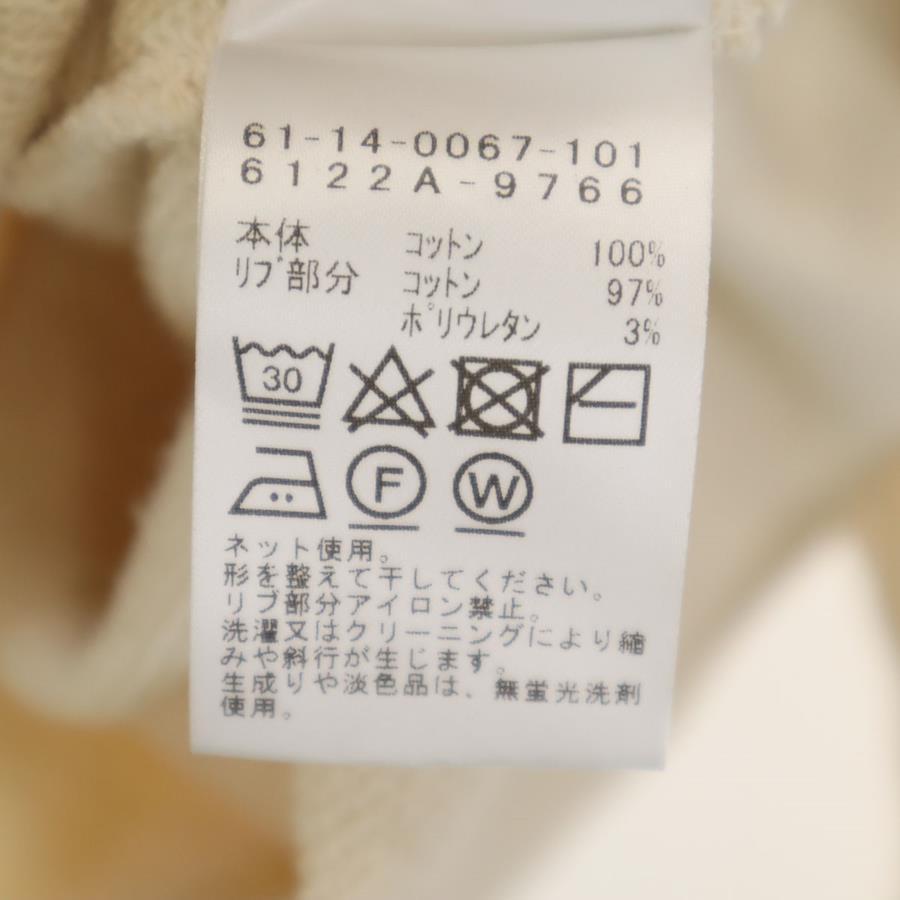 61-14-0067-101
6122A-9766
本体 コットン 100%
リブ部分 コットン 97%
ポリウレタン 3%
30
F W
ネット使用。
形を整えて干してください。
リブ部分アイロン禁止。
洗濯又はクリーニングにより縮
みや斜行が生じます。
生成りや淡色品は、無蛍光洗剤
使用。